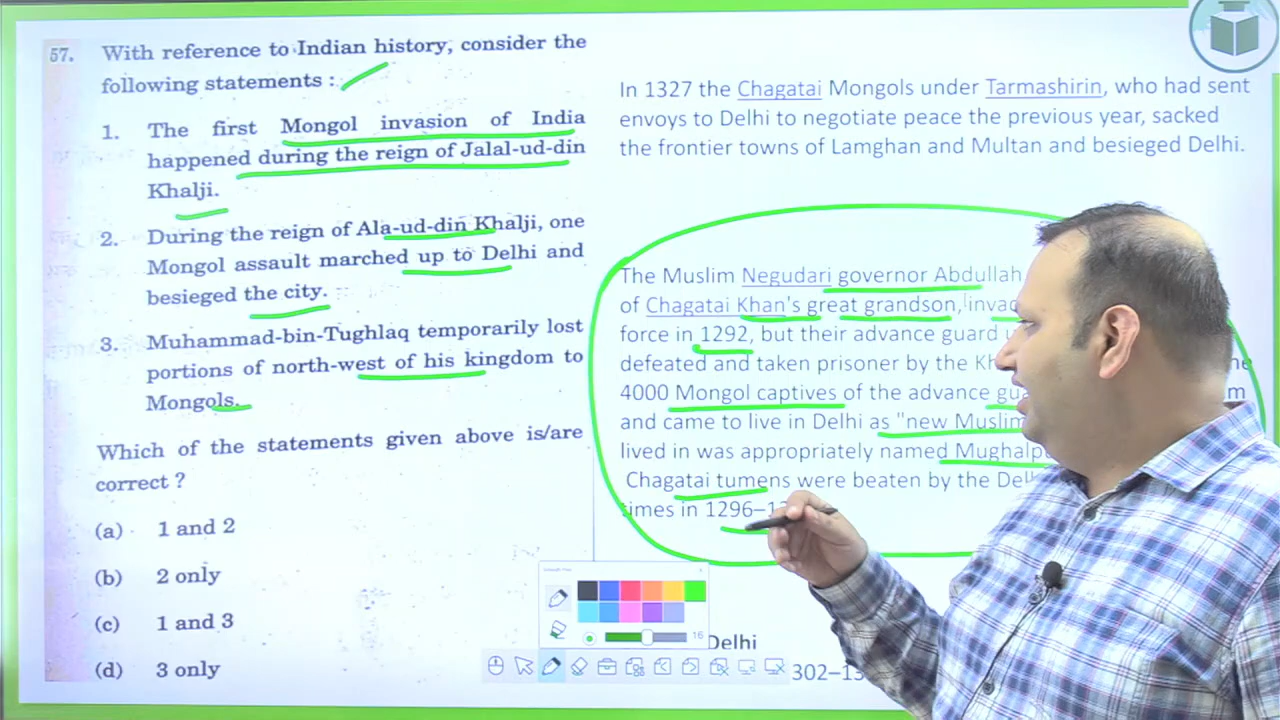 57. With reference to Indian history, consider the
following statements :
1. The first Mongol invasion of India
happened during the reign of Jalal-ud-din
Khalji.
2. During the reign of Ala-ud-din Khalji, one
Mongol assault marched up to Delhi and
besieged the city.
3. Muhammad-bin-Tughlaq temporarily lost
portions of north-west of his kingdom to
Mongols.
Which of the statements given above is/are
correct ?
(a) 1 and 2
(b) 2 only
(c) 1 and 3
(d) 3 only
In 1327 the Chagatai Mongols under Tarmashirin, who had sent
envoys to Delhi to negotiate peace the previous year, sacked
the frontier towns of Lamghan and Multan and besieged Delhi.
The Muslim Negudari governor Abdullah
of Chagatai Khan's great grandson,
force in 1292, but their advance guard
defeated and taken prisoner by the
4000 Mongol captives of the advance
and came to live in Delhi as "new
lived in was appropriately named
Chagatai tumens were beaten by the
times in 1296–
16
Delhi